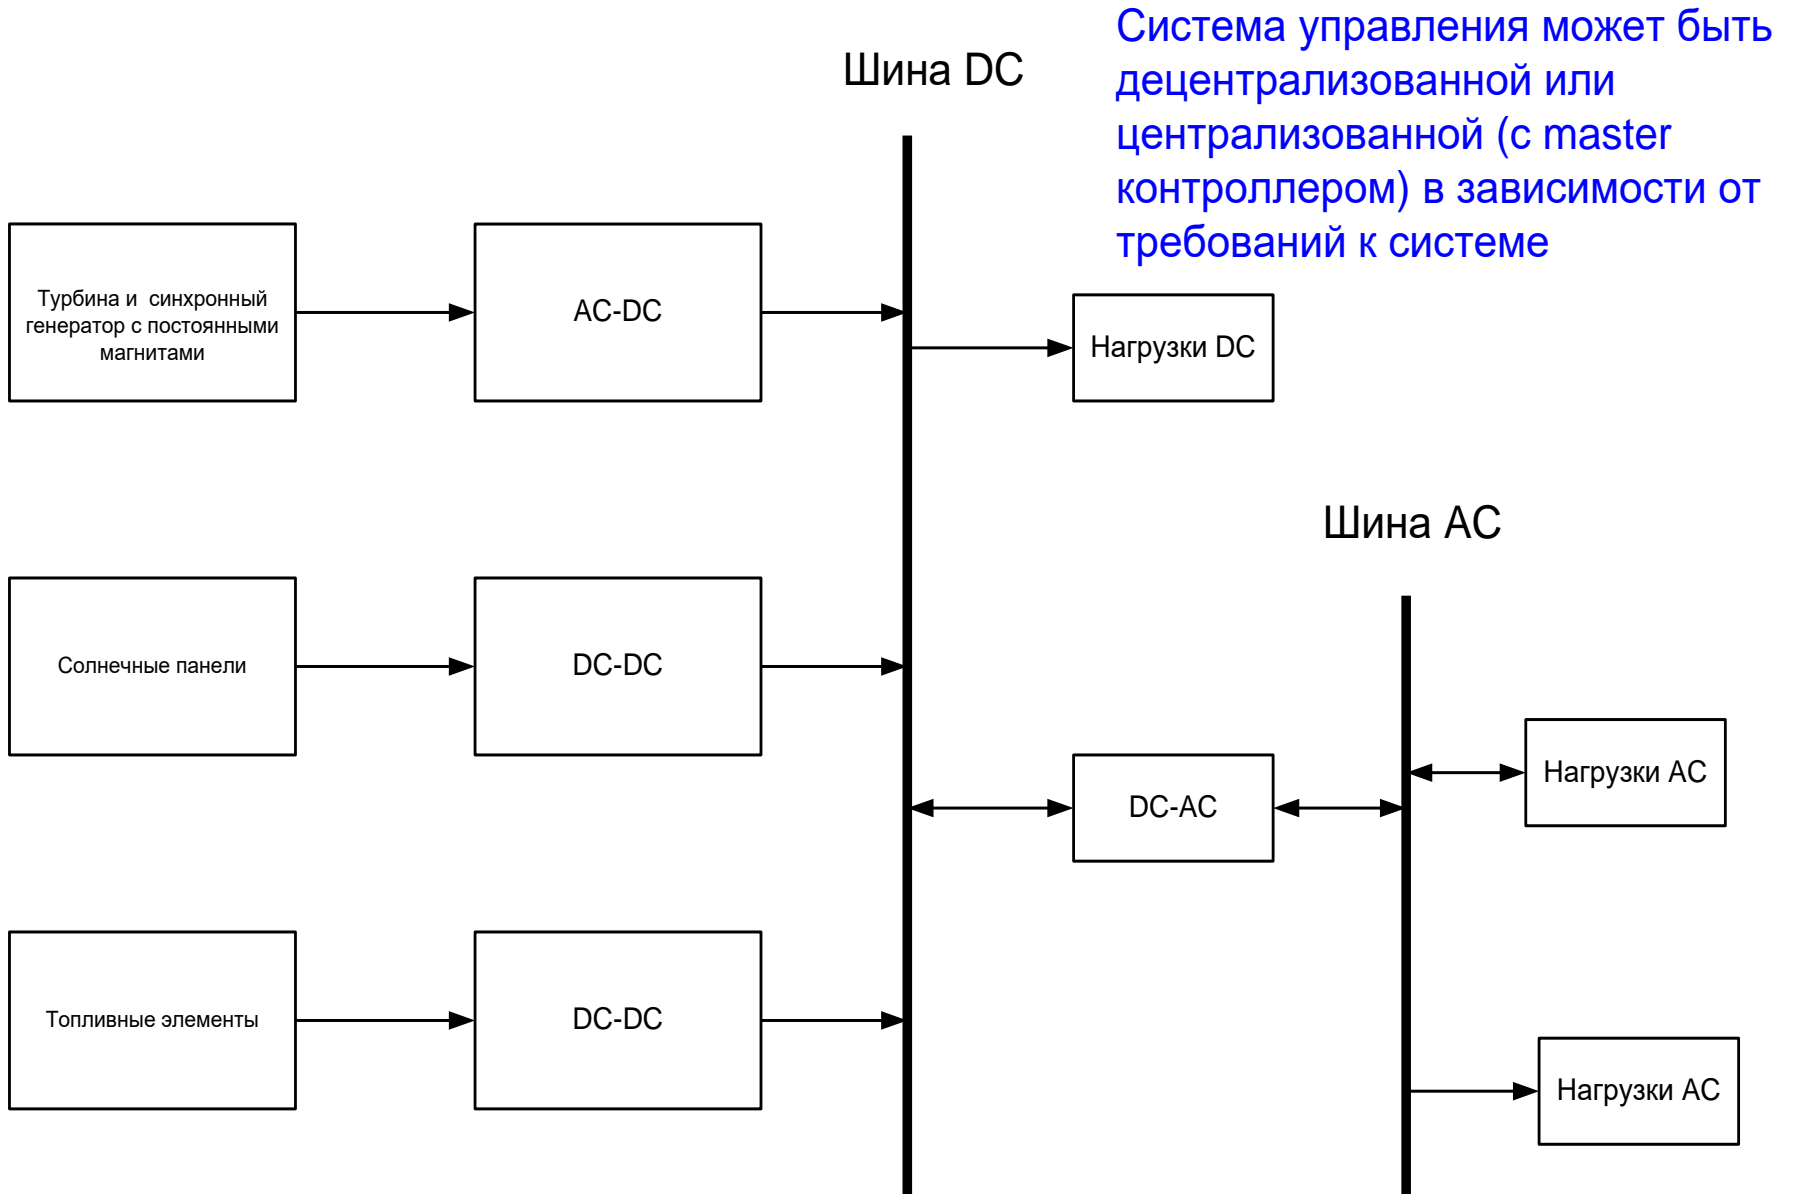 Система управления может быть
децентрализованной или
централизованной (с master
контроллером) в зависимости от
требований к системе
Шина DC
Турбина и  синхронный
генератор с постоянными
магнитами
AC-DC
Нагрузки DC
Шина AC
Солнечные панели
DC-DC
DC-AC
Нагрузки AC
Топливные элементы
DC-DC
Нагрузки AC